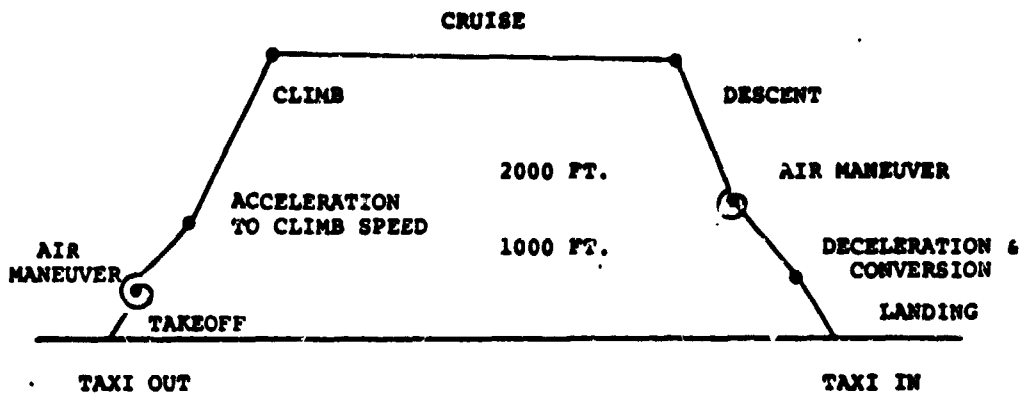 CRUISE
CLIMB
DESCENT
2000 FT.
AIR MANEUVER
ACCELERATION
TO CLIMB SPEED
1000 FT.
AIR
MANEUVER
DECELERATION &
CONVERSION
TAKEOFF
LANDING
TAXI OUT
TAXI IN